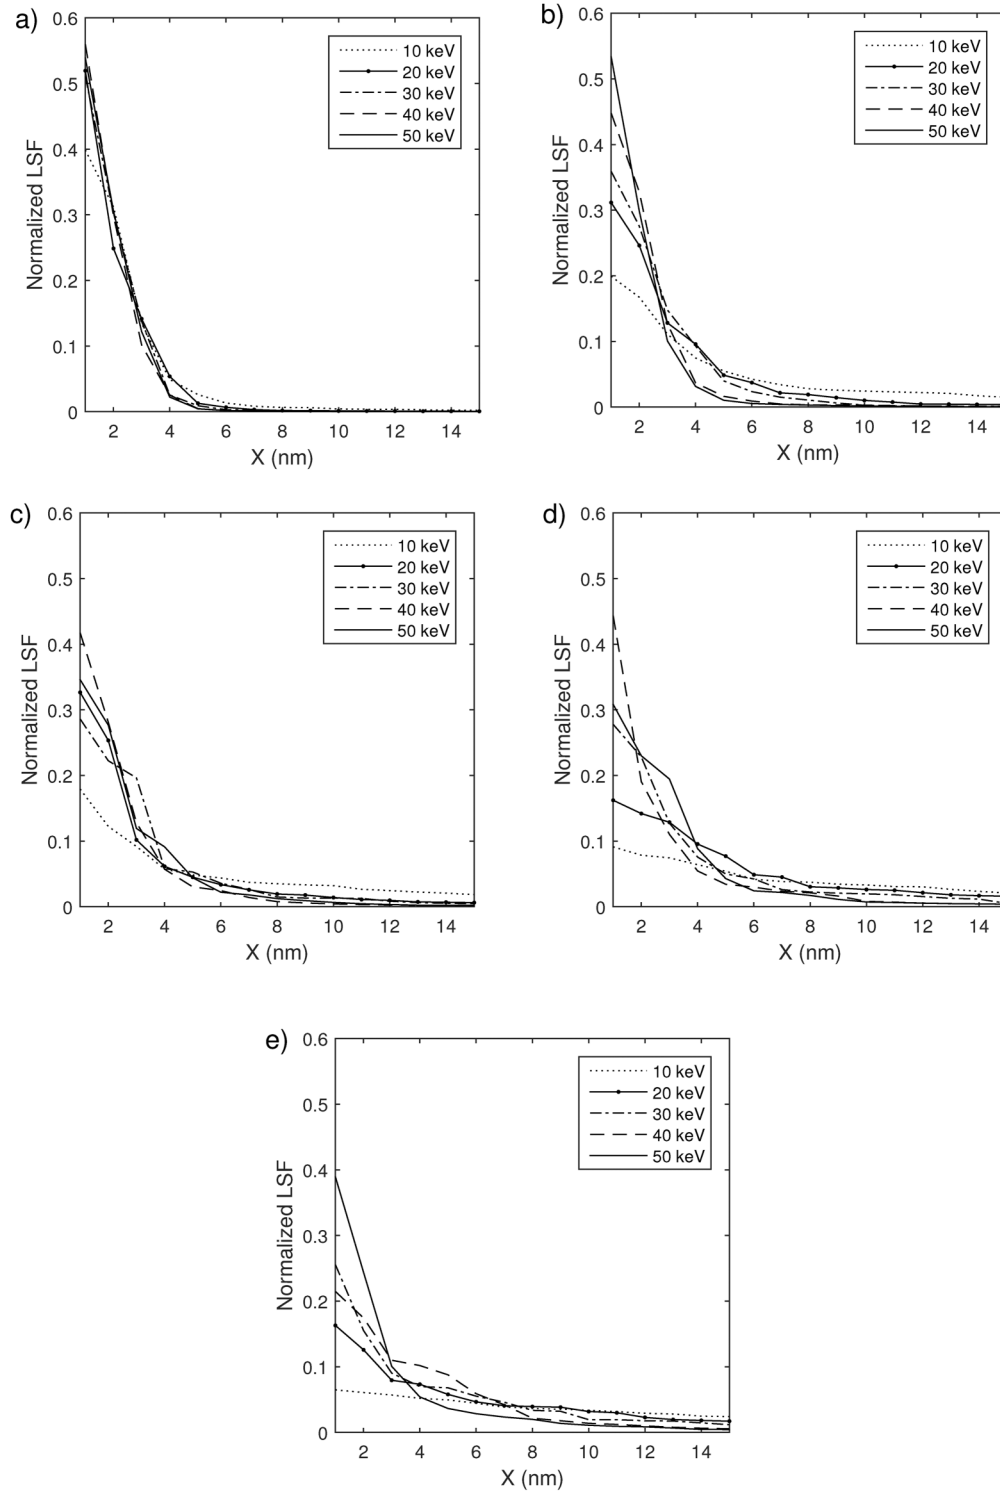 a)
0.6
0.5
0.4
0.3
0.2
0.1
0
Normalized LSF
10 keV
20 keV
30 keV
40 keV
50 keV
2 4 6 8 10 12 14
X (nm)
b)
0.6
0.5
0.4
0.3
0.2
0.1
0
Normalized LSF
10 keV
20 keV
30 keV
40 keV
50 keV
2 4 6 8 10 12 14
X (nm)
c)
0.6
0.5
0.4
0.3
0.2
0.1
0
Normalized LSF
10 keV
20 keV
30 keV
40 keV
50 keV
2 4 6 8 10 12 14
X (nm)
d)
0.6
0.5
0.4
0.3
0.2
0.1
0
Normalized LSF
10 keV
20 keV
30 keV
40 keV
50 keV
2 4 6 8 10 12 14
X (nm)
e)
0.6
0.5
0.4
0.3
0.2
0.1
0
Normalized LSF
10 keV
20 keV
30 keV
40 keV
50 keV
2 4 6 8 10 12 14
X (nm)